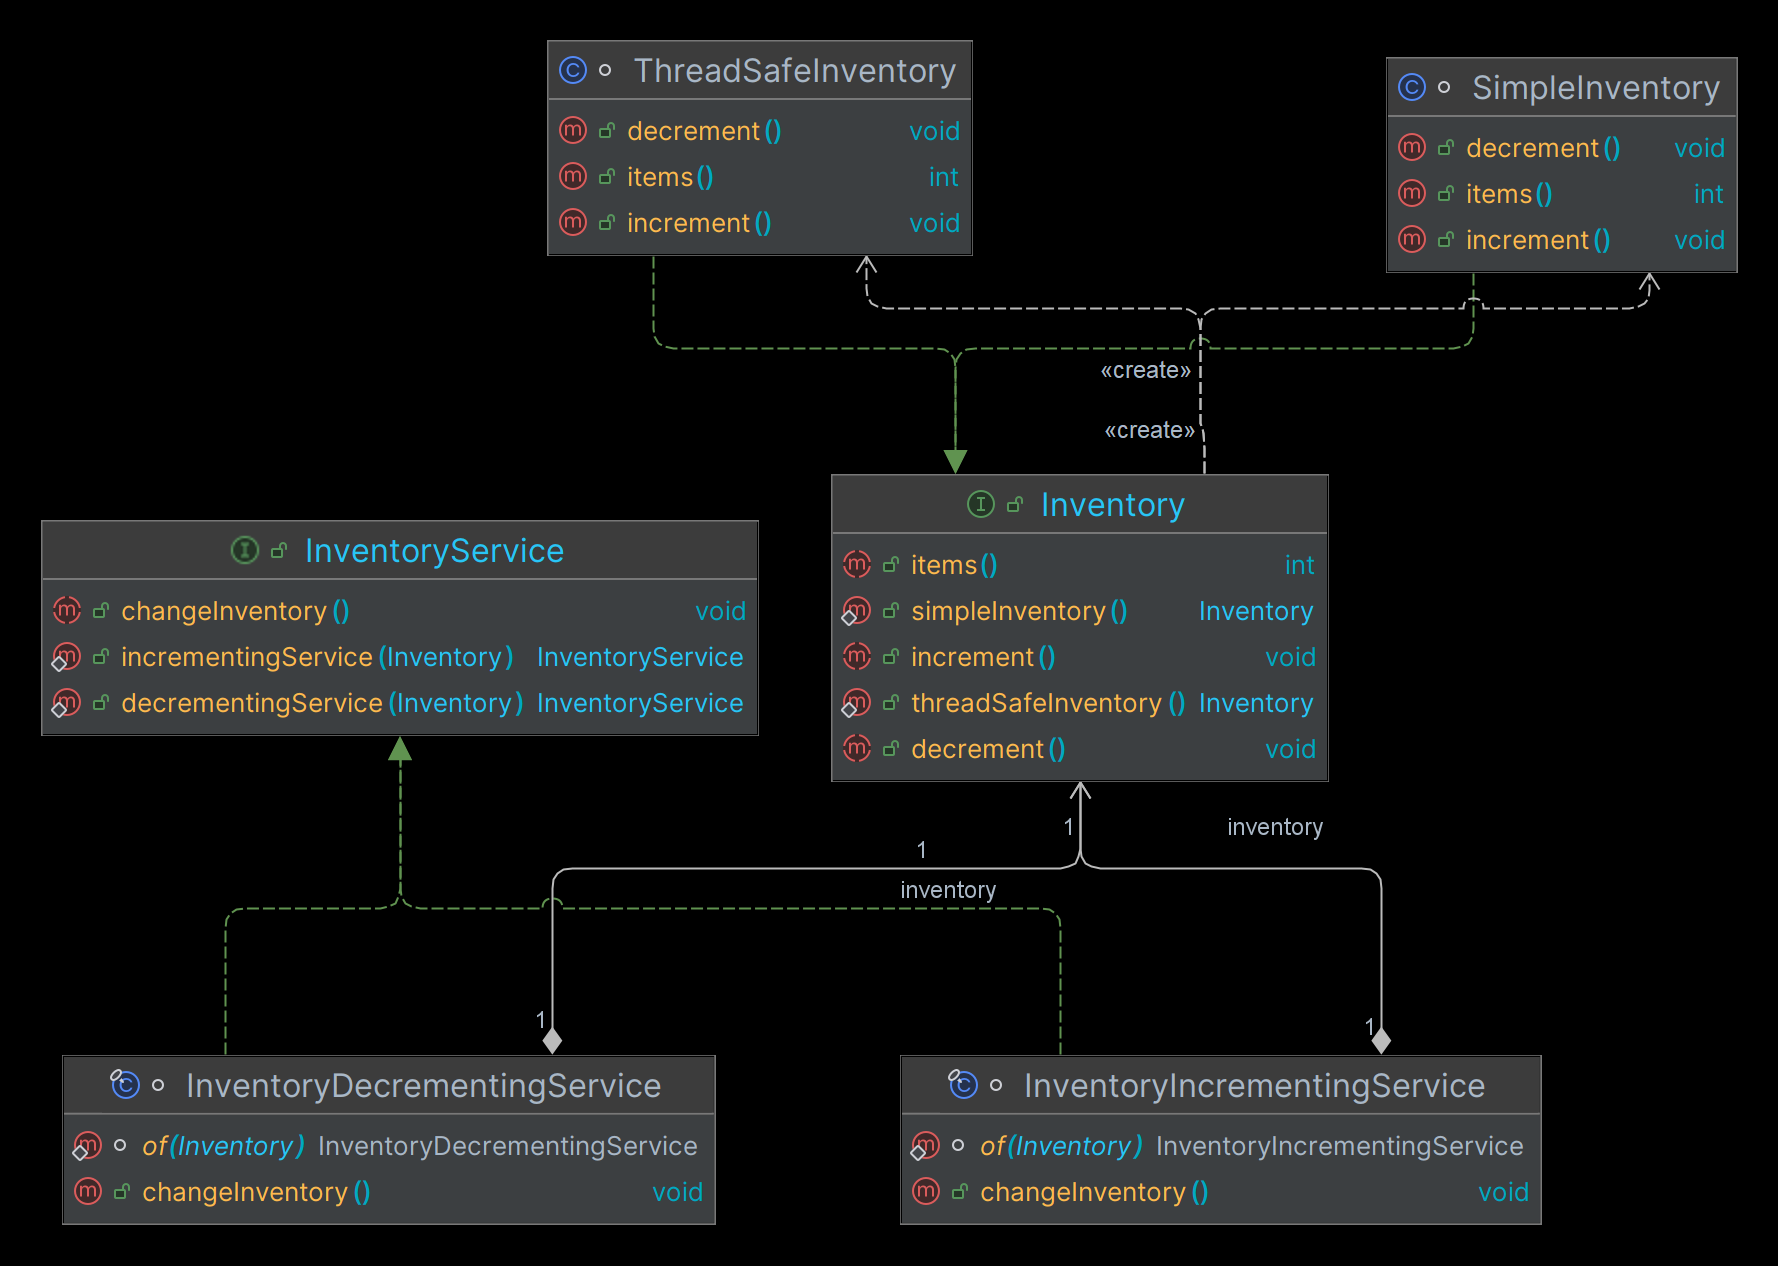 ThreadSafeInventory
decrement() void
items() int
increment() void
SimpleInventory
decrement() void
items() int
increment() void
«create»
«create»
InventoryService
changeInventory() void
incrementingService(Inventory) InventoryService
decrementingService(Inventory) InventoryService
Inventory
items() int
simpleInventory() Inventory
increment() void
threadSafeInventory() Inventory
decrement() void
1
inventory
1
inventory
1
1
InventoryDecrementingService
of(Inventory) InventoryDecrementingService
changeInventory() void
InventoryIncrementingService
of(Inventory) InventoryIncrementingService
changeInventory() void